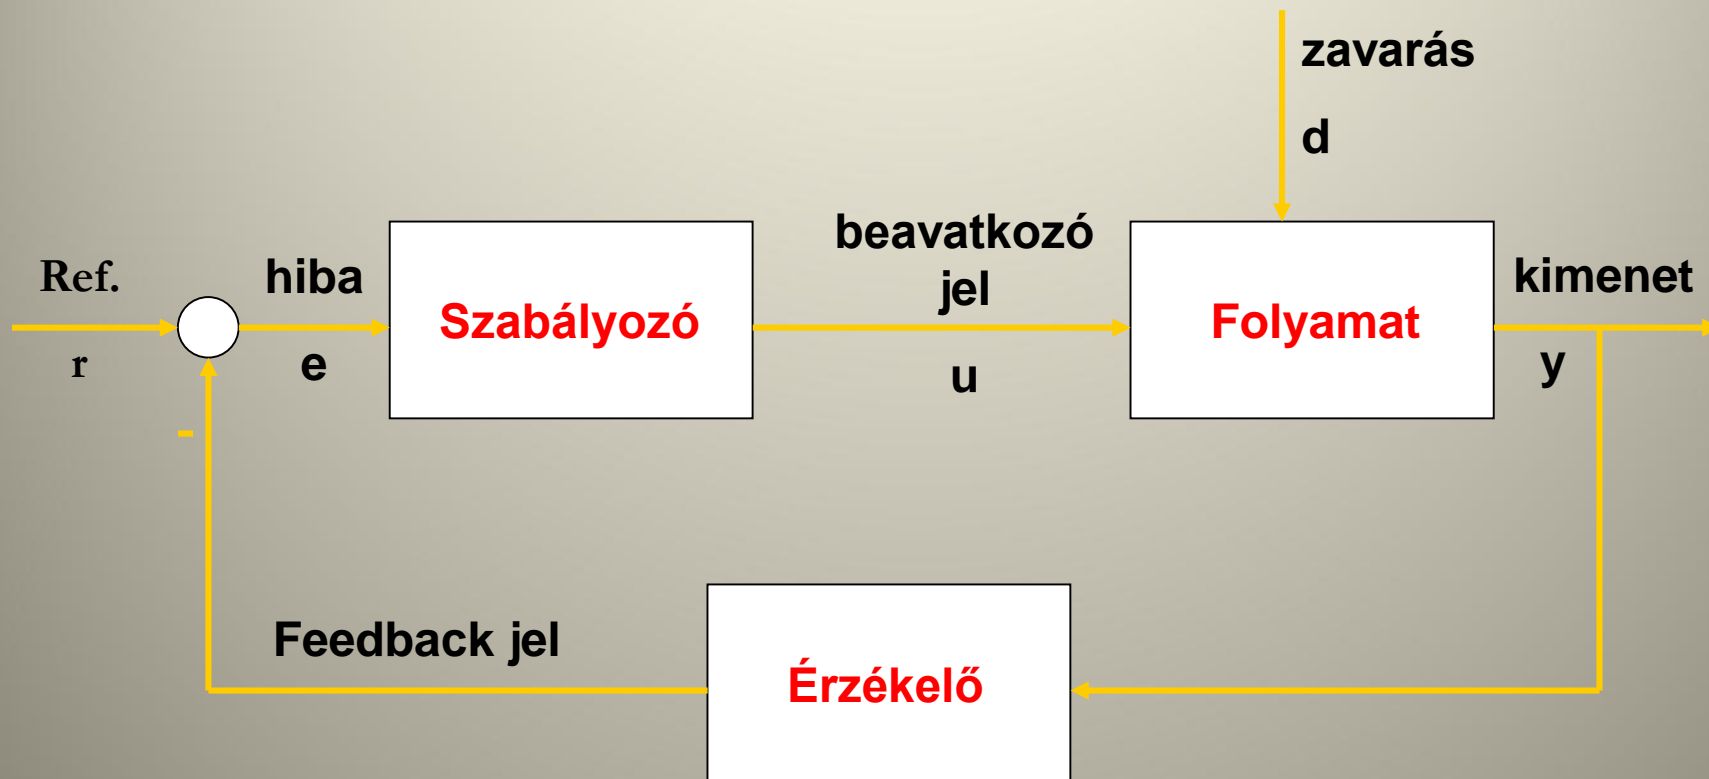 zavarás
d
Ref.
r
hiba
e
Szabályozó
beavatkozó
jel
u
Folyamat
kimenet
y
-
Feedback jel
Érzékelő